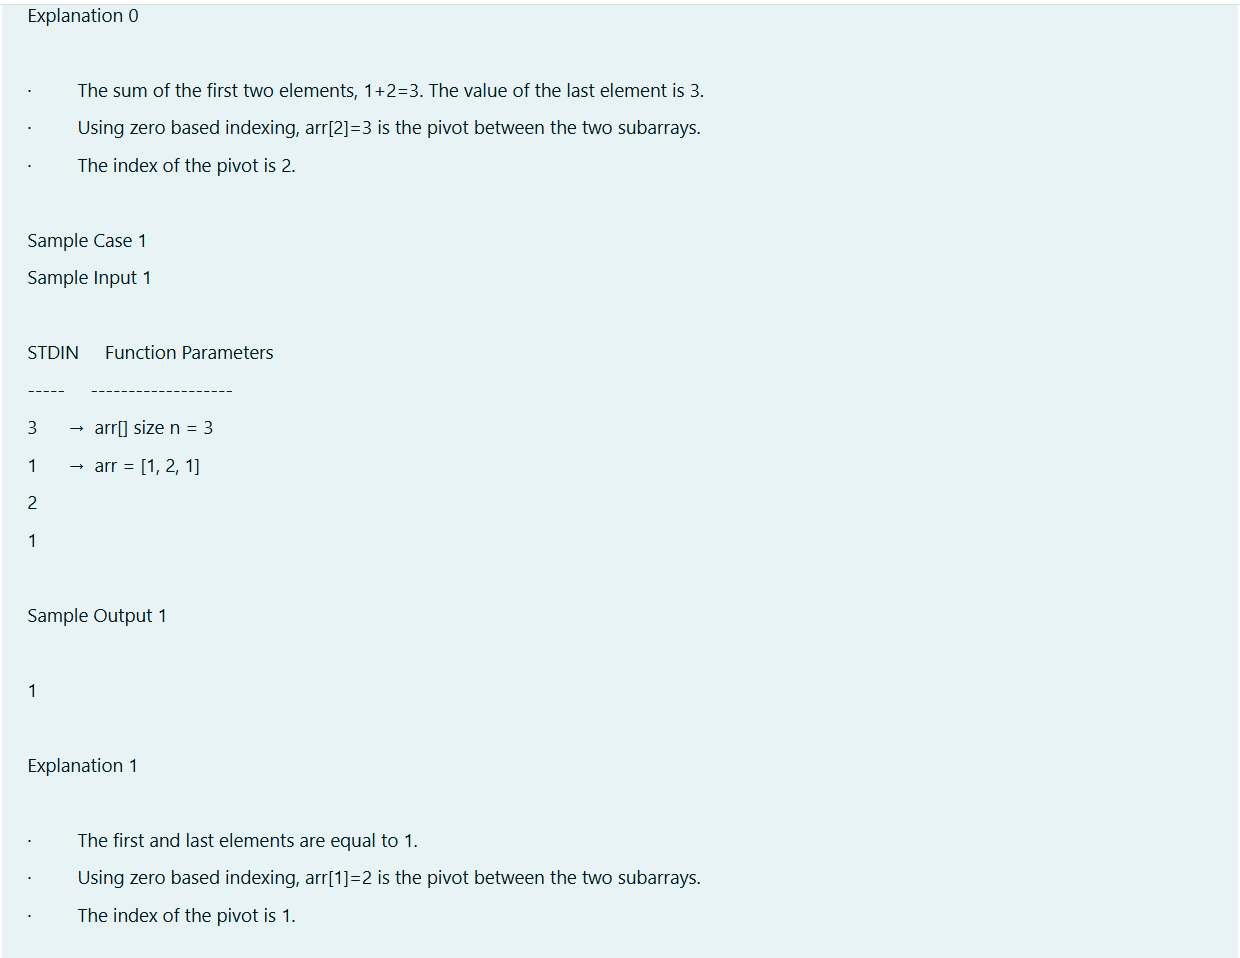 Explanation 0
· The sum of the first two elements, 1+2=3. The value of the last element is 3.
· Using zero based indexing, arr[2]=3 is the pivot between the two subarrays.
· The index of the pivot is 2.
Sample Case 1
Sample Input 1
STDIN Function Parameters
----- -------------------
3 → arr[] size n = 3
1 → arr = [1, 2, 1]
2
1
Sample Output 1
1
Explanation 1
· The first and last elements are equal to 1.
· Using zero based indexing, arr[1]=2 is the pivot between the two subarrays.
· The index of the pivot is 1.